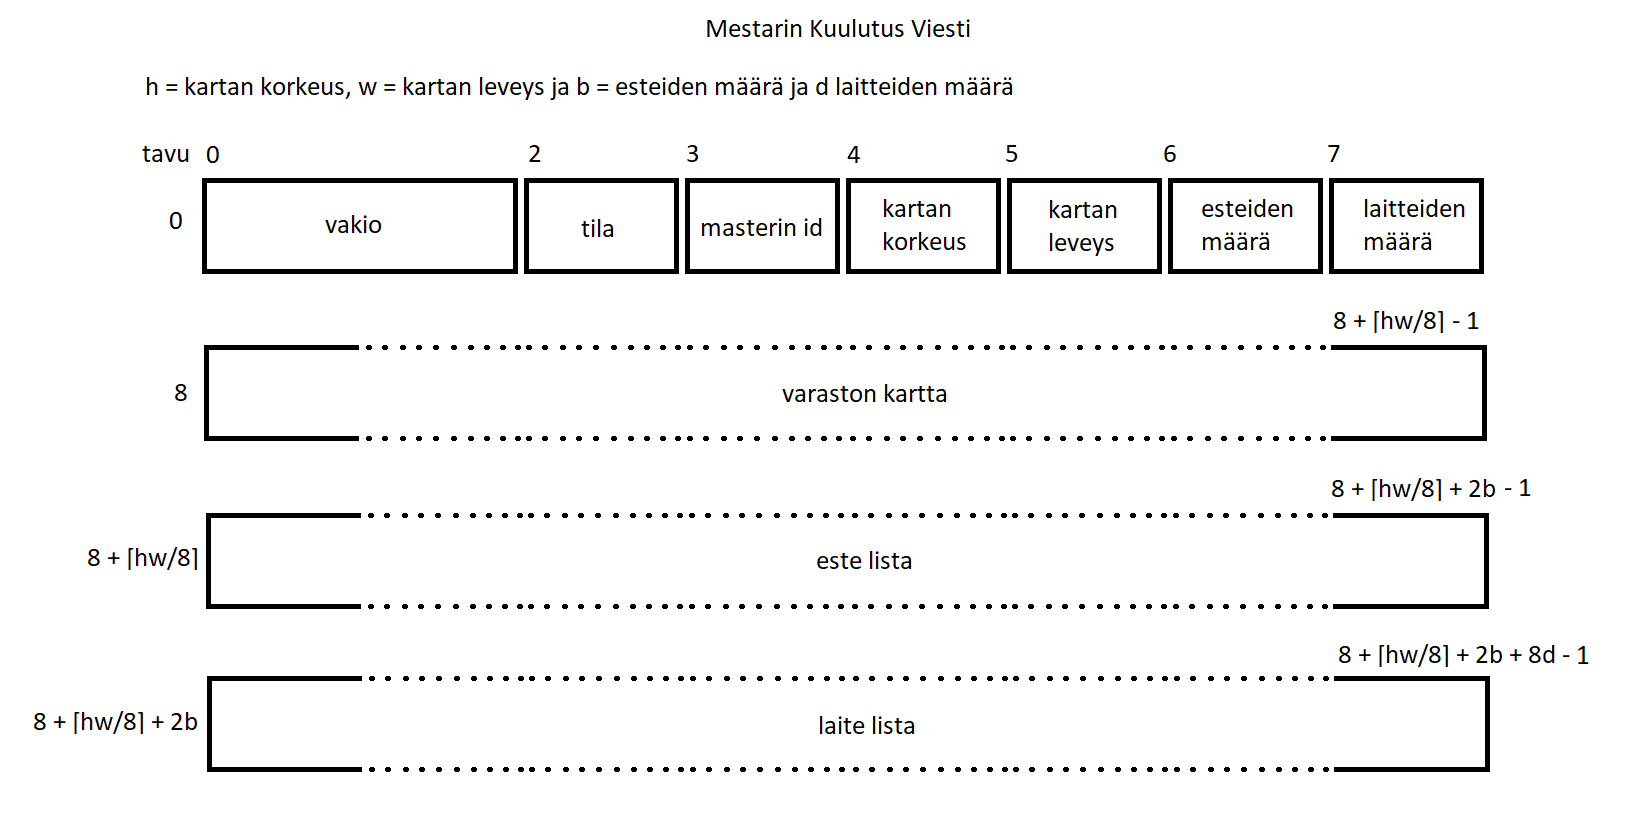 Mestarin Kuulutus Viesti
h = kartan korkeus, w = kartan leveys ja b = esteiden määrä ja d laitteiden määrä
tavu 0 2 3 4 5 6 7
0
vakio
tila
masterin id
kartan
korkeus
kartan
leveys
esteiden
määrä
laitteiden
määrä
8 + ⌈hw/8⌉ - 1
8
varaston kartta
8 + ⌈hw/8⌉ + 2b - 1
8 + ⌈hw/8⌉
este lista
8 + ⌈hw/8⌉ + 2b + 8d - 1
8 + ⌈hw/8⌉ + 2b
laite lista